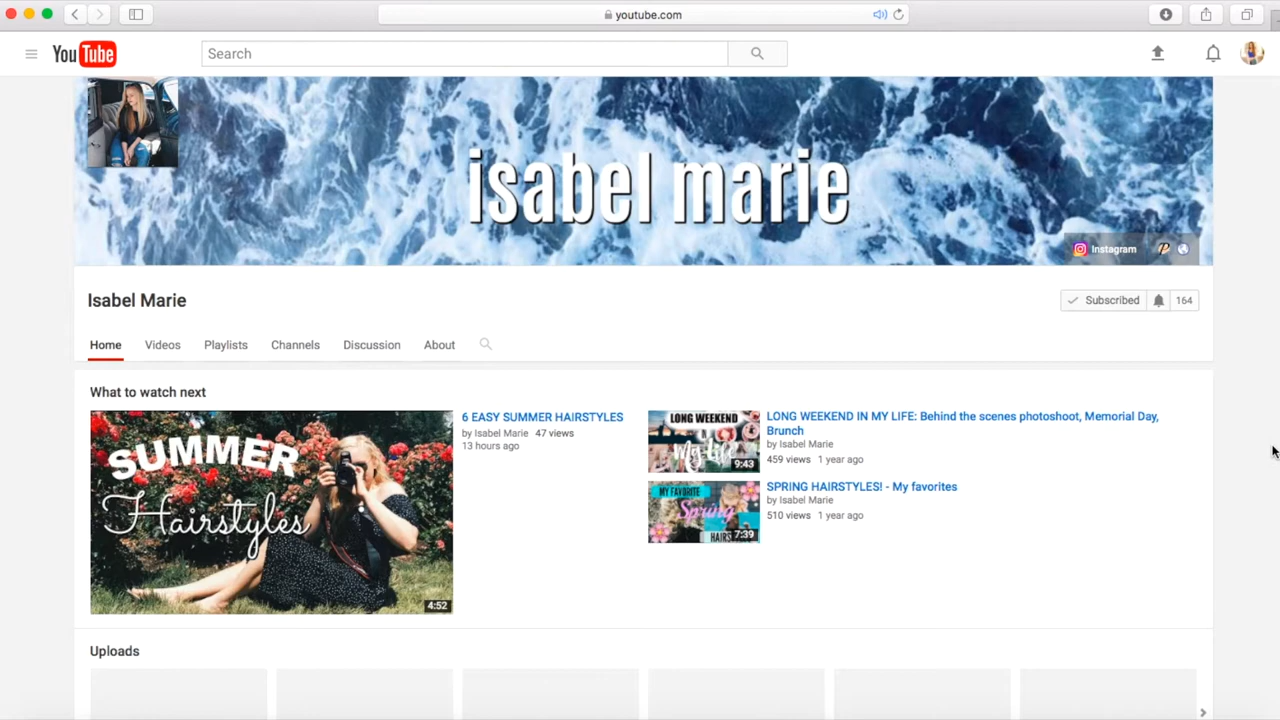 youtube.com
YouTube
Search
isabel marie
Instagram
Isabel Marie
Subscribed 164
Home Videos Playlists Channels Discussion About
What to watch next
SUMMER
Hairstyles
4:52
6 EASY SUMMER HAIRSTYLES
by Isabel Marie 47 views
13 hours ago
LONG WEEKEND
My Life
9:43
LONG WEEKEND IN MY LIFE: Behind the scenes photoshoot, Memorial Day,
Brunch
by Isabel Marie
459 views 1 year ago
MY FAVORITE
Spring
7:39
SPRING HAIRSTYLES! - My favorites
by Isabel Marie
510 views 1 year ago
Uploads